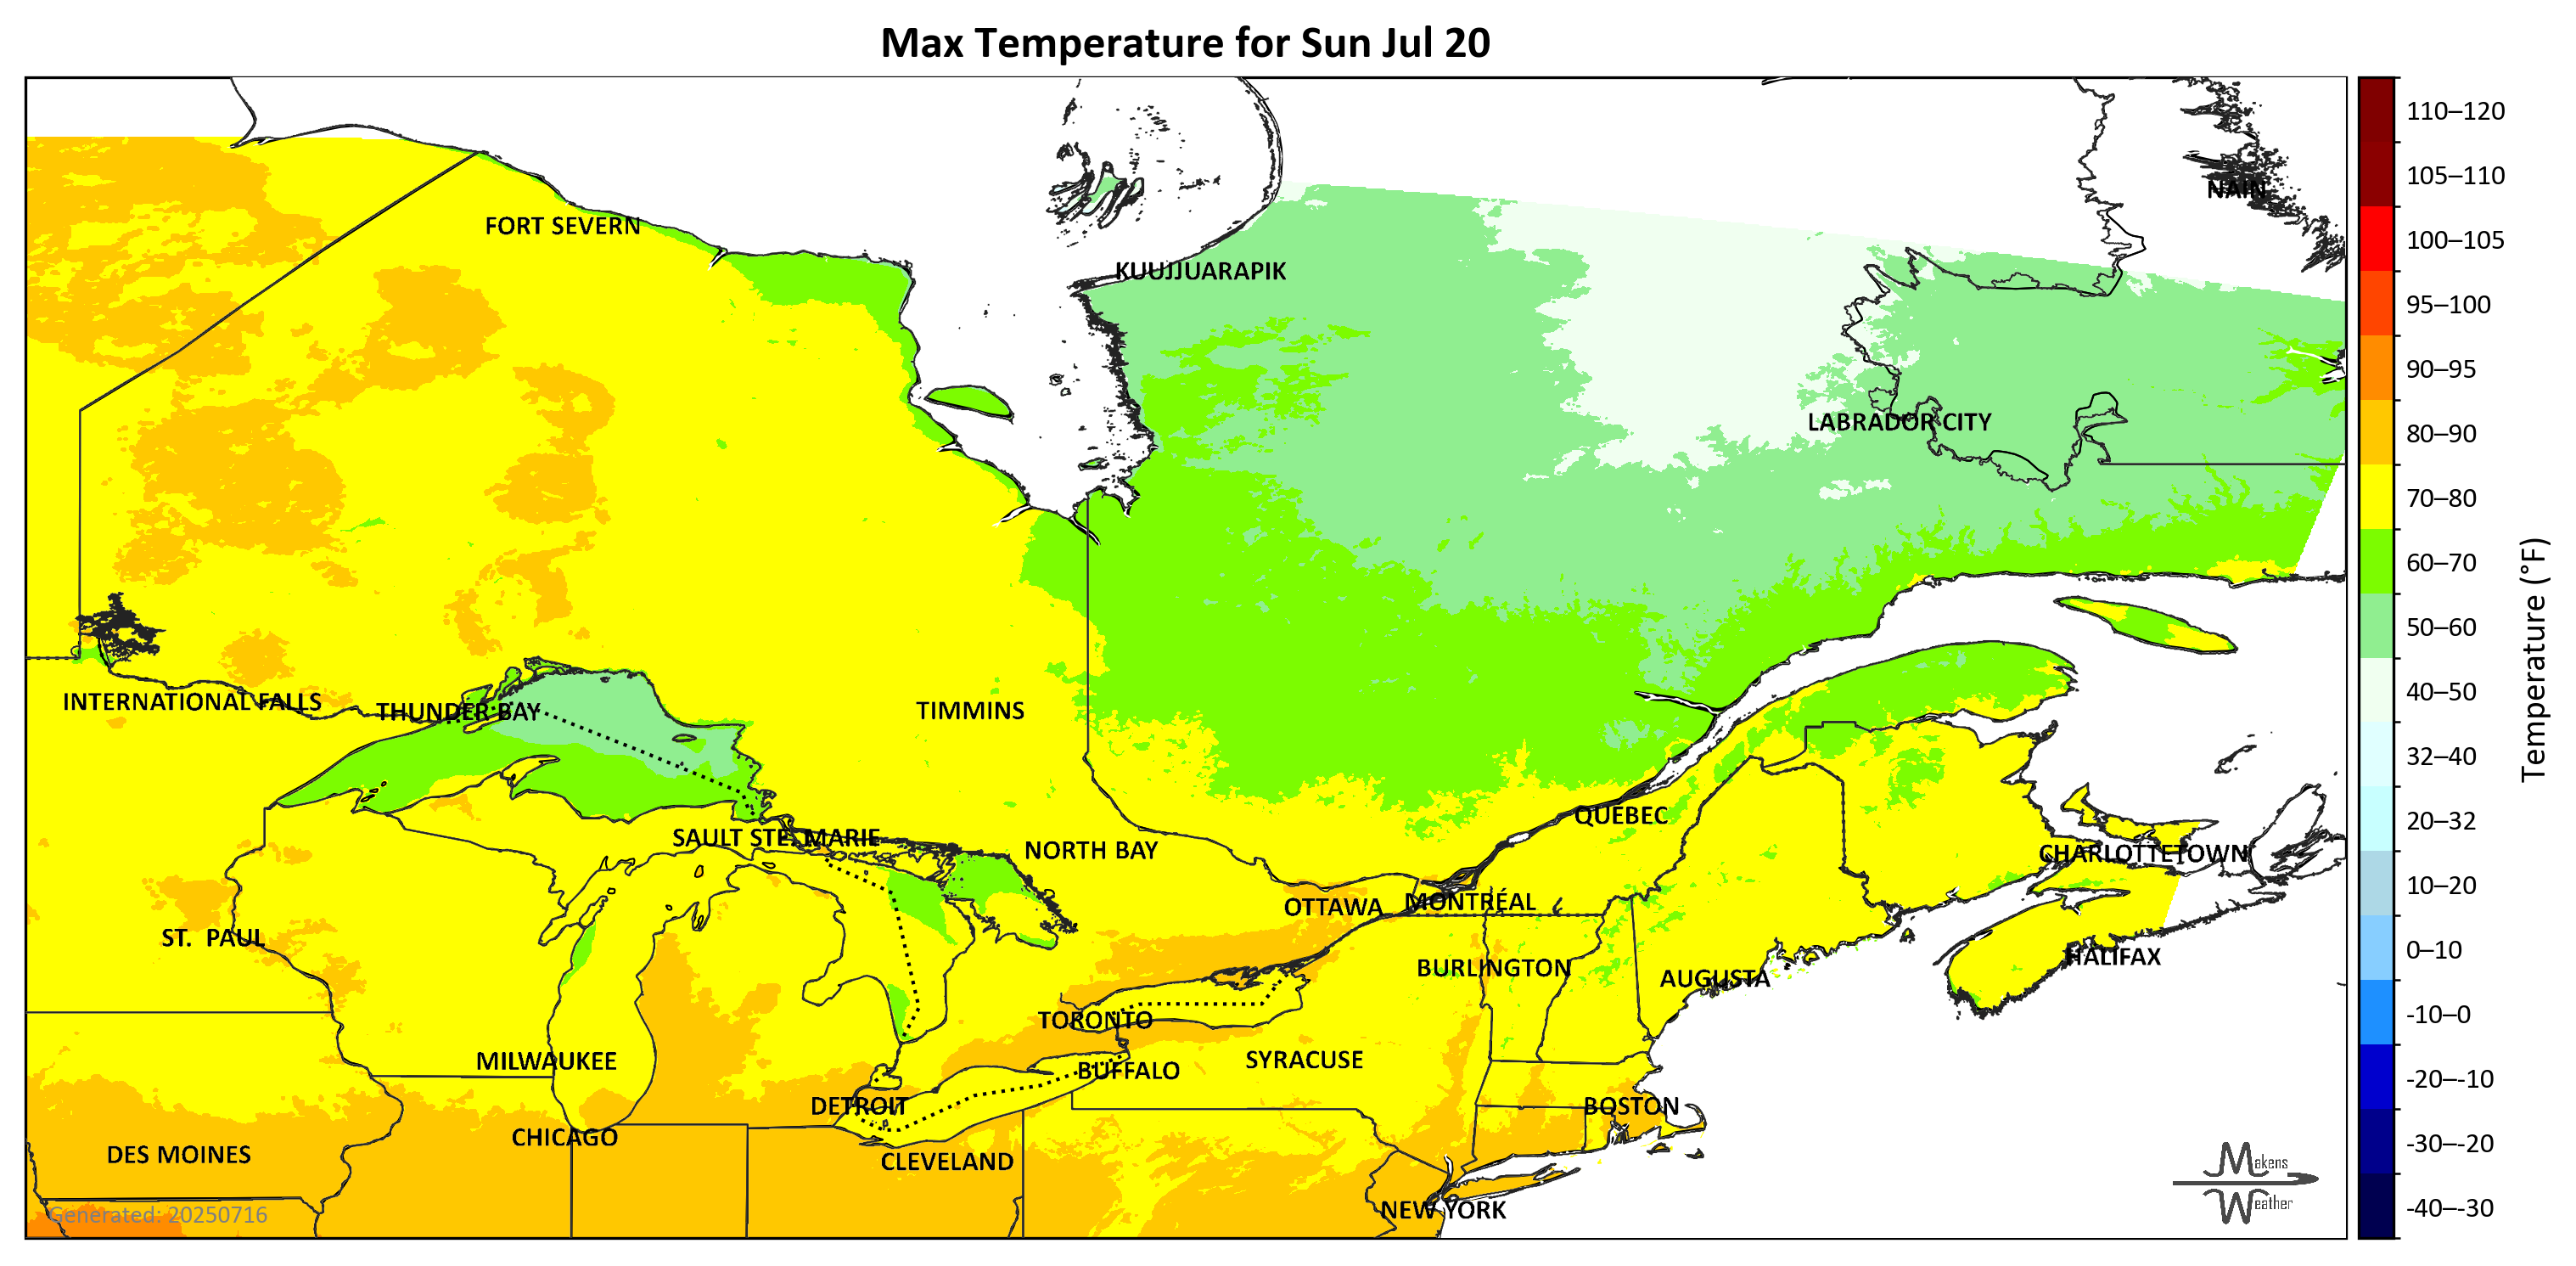 Max Temperature for Sun Jul 20
110–120
105–110
NAIN
FORT SEVERN
100–105
KUUJJUARAPIK
95–100
90–95
LABRADOR CITY
80–90
70–80
60–70
50–60
Temperature (°F)
INTERNATIONAL FALLS
THUNDER BAY
TIMMINS
40–50
32–40
QUEBEC
20–32
SAULT STE. MARIE
NORTH BAY
CHARLOTTETOWN
10–20
OTTAWA
MONTRÉAL
ST. PAUL
0–10
HALIFAX
BURLINGTON
AUGUSTA
TORONTO
-10–0
MILWAUKEE
SYRACUSE
BUFFALO
-20–-10
DETROIT
BOSTON
CHICAGO
-30–-20
DES MOINES
CLEVELAND
Makens
Weather
NEW YORK
-40–-30
Generated: 20250716